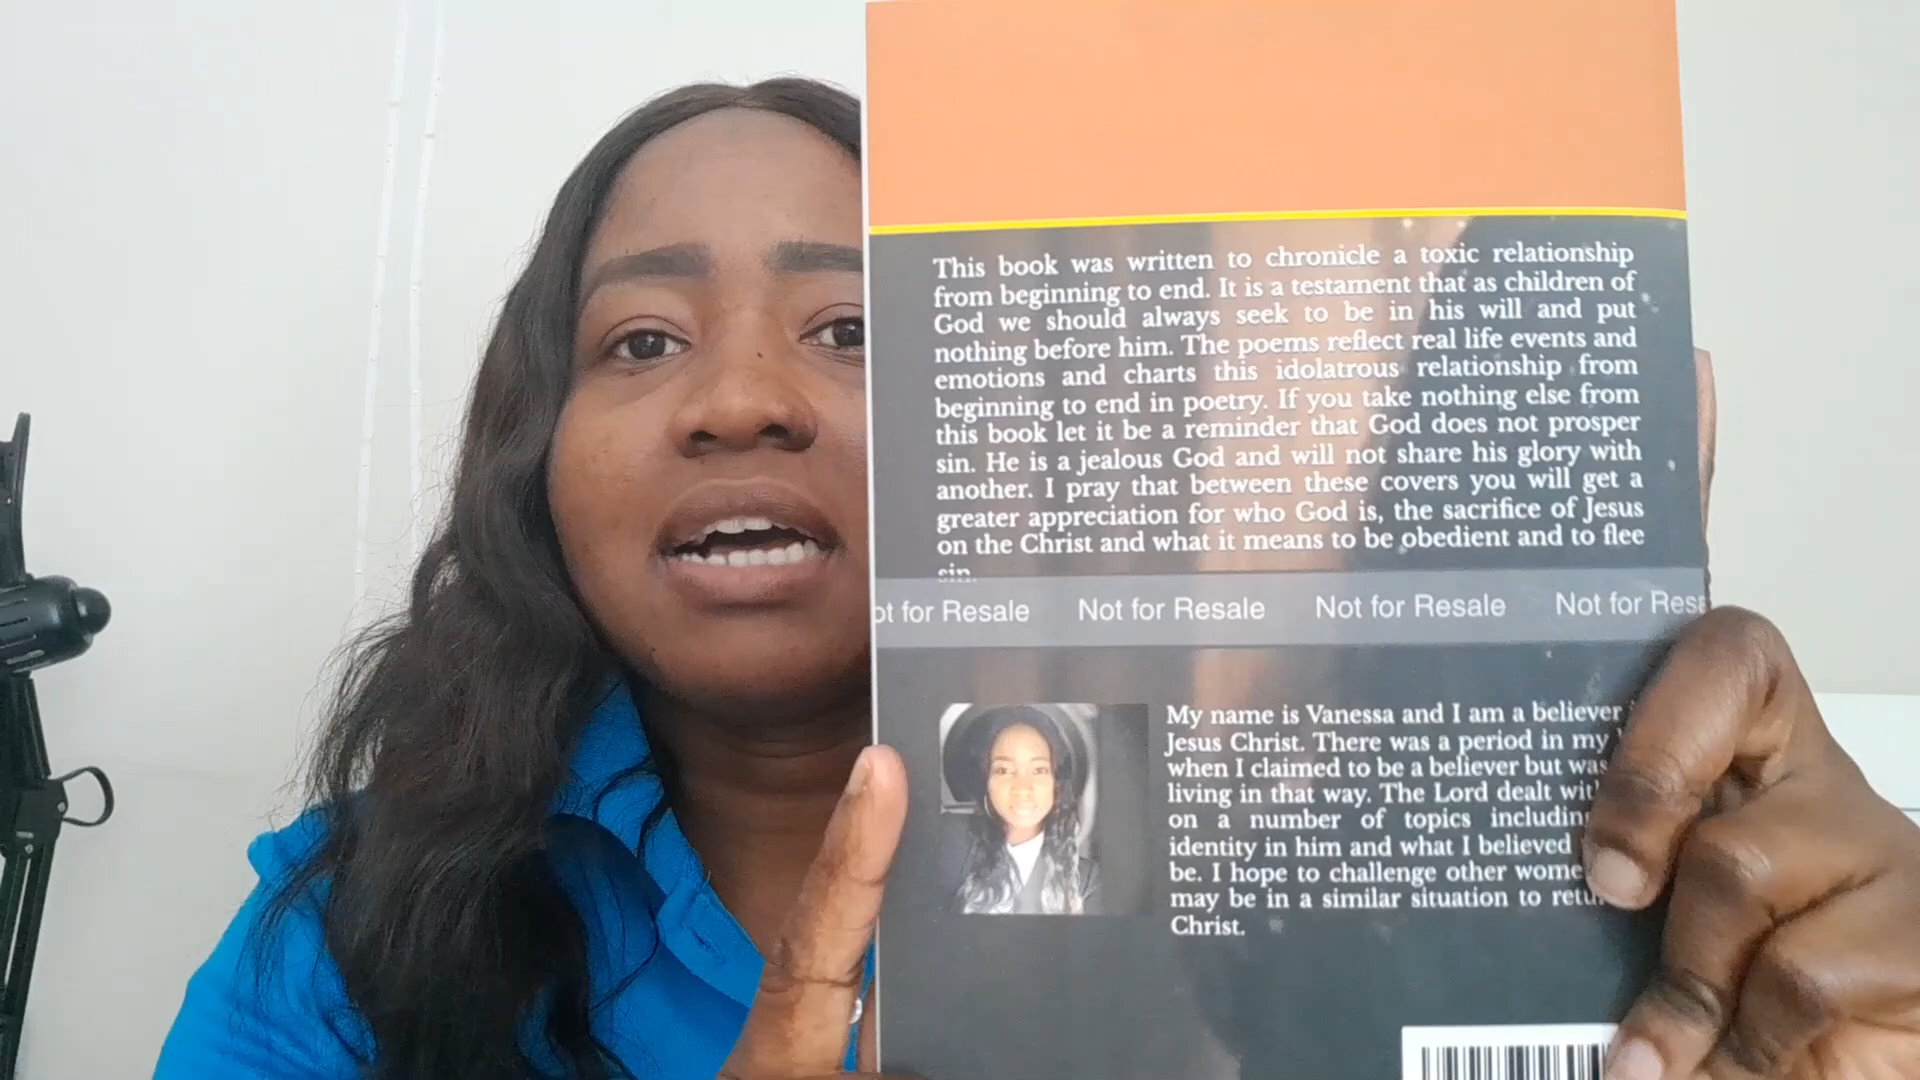 This book was written to chronicle a toxic relationship
from beginning to end. It is a testament that as children of
God we should always seek to be in his will and put
nothing before him. The poems reflect real life events and
emotions and charts this idolatrous relationship from
beginning to end in poetry. If you take nothing else from
this book let it be a reminder that God does not prosper
sin. He is a jealous God and will not share his glory with
another. I pray that between these covers you will get a
greater appreciation for who God is, the sacrifice of Jesus
on the Christ and what it means to be obedient and to flee
sin.
for Resale Not for Resale Not for Resale Not for
My name is Vanessa and I am a believer
Jesus Christ. There was a period in my
when I claimed to be a believer but was
living in that way. The Lord dealt
on a number of topics including
identity in him and what I believed
be. I hope to challenge other
may be in a similar situation to
Christ.